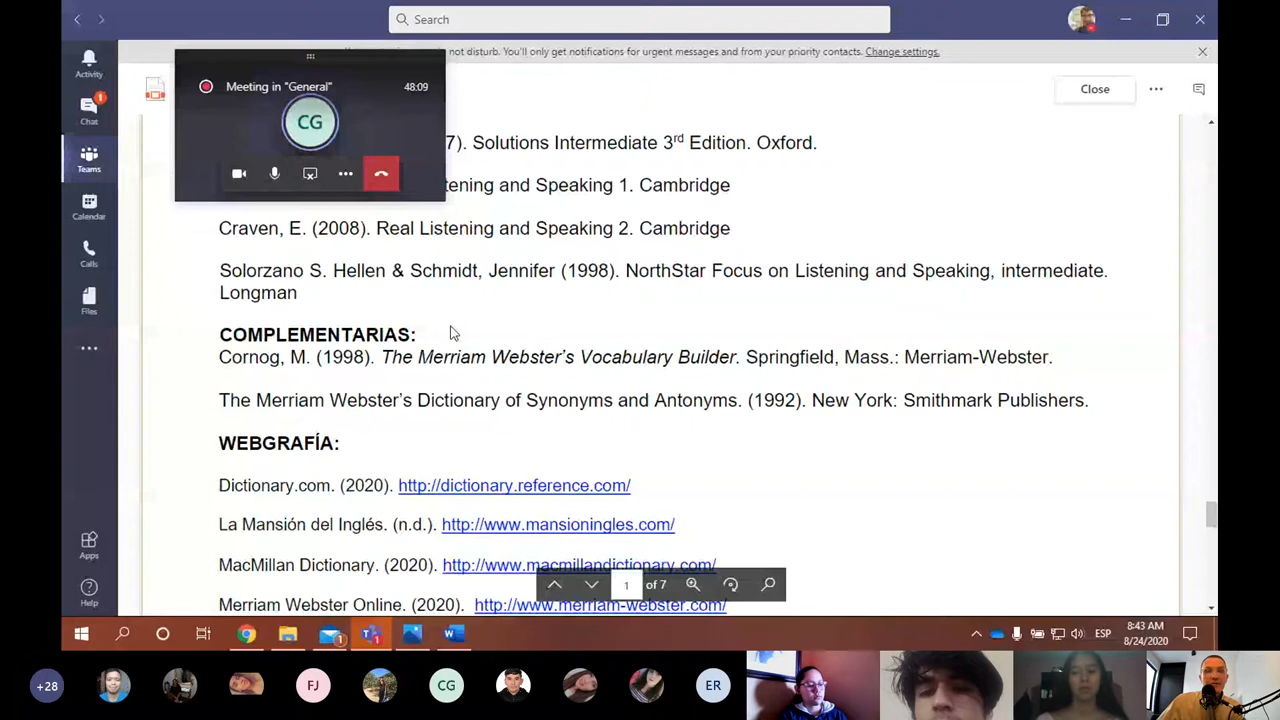 Search
not disturb. You'll only get notifications for urgent messages and from your priority contacts. Change settings.
Activity
Chat
1
Teams
Calendar
Calls
Files
Apps
Help
Meeting in "General"
48:09
CG
Close
7). Solutions Intermediate 3rd Edition. Oxford.
tening and Speaking 1. Cambridge
Craven, E. (2008). Real Listening and Speaking 2. Cambridge
Solorzano S. Hellen & Schmidt, Jennifer (1998). NorthStar Focus on Listening and Speaking, intermediate.
Longman
COMPLEMENTARIAS:
Cornog, M. (1998). The Merriam Webster's Vocabulary Builder. Springfield, Mass.: Merriam-Webster.
The Merriam Webster's Dictionary of Synonyms and Antonyms. (1992). New York: Smithmark Publishers.
WEBGRAFÍA:
Dictionary.com. (2020). http://dictionary.reference.com/
La Mansión del Inglés. (n.d.). http://www.mansioningles.com/
MacMillan Dictionary. (2020). http://www.macmillandictionary.com/
1 of 7
Merriam Webster Online. (2020). http://www.merriam-webster.com/
ESP
8:43 AM
8/24/2020
+28
FJ
CG
ER